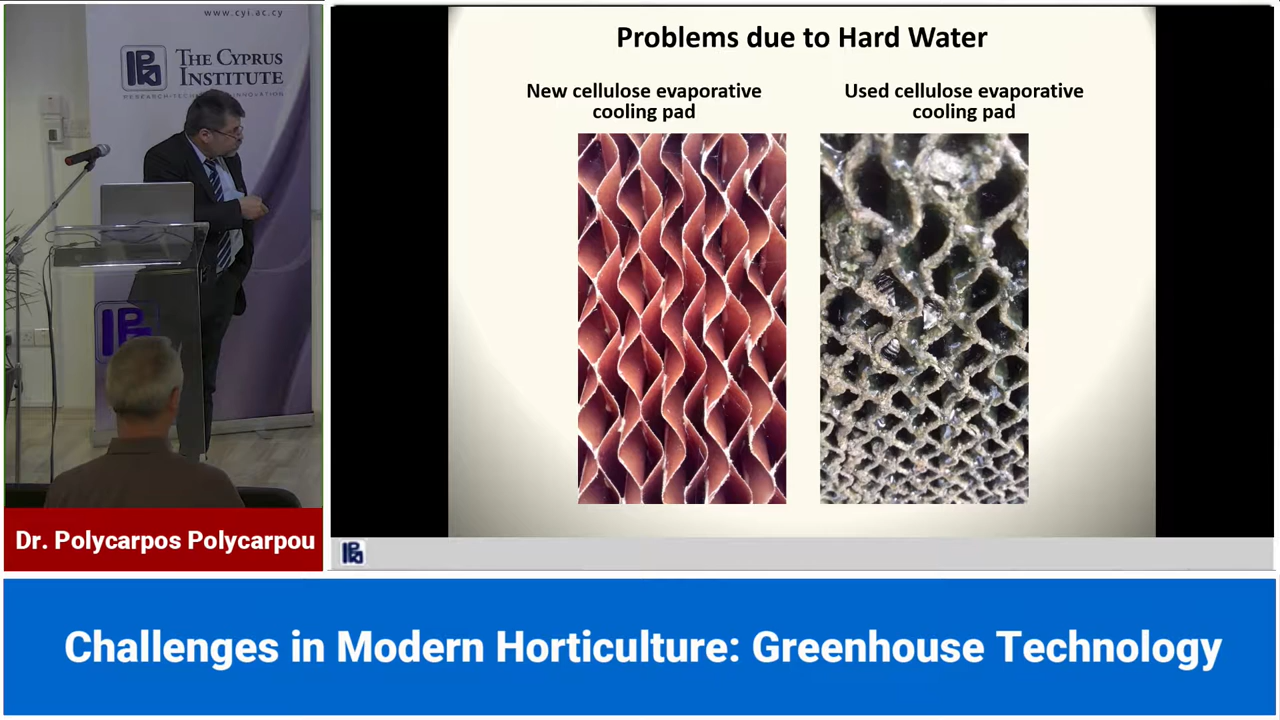 www.cyi.ac.cy
THE CYPRUS
INSTITUTE
Problems due to Hard Water
New cellulose evaporative
cooling pad
Used cellulose evaporative
cooling pad
Dr. Polycarpos Polycarpou
Challenges in Modern Horticulture: Greenhouse Technology